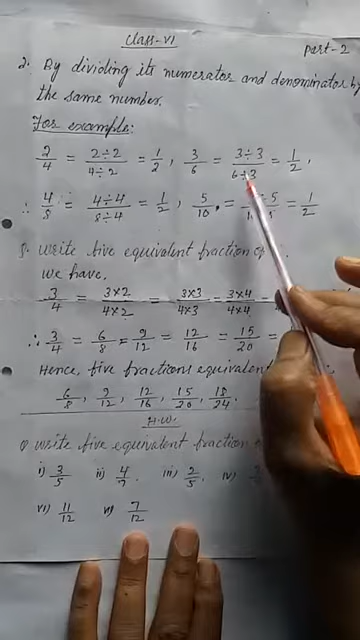 Class-VI
Part-2
2. By dividing its numerator and denominator by
the same number.
For example:
2/4 = 2÷2/4÷2 = 1/2, 3/6 = 3÷3/6÷3 = 1/2,
∴ 4/8 = 4÷4/8÷4 = 1/2, 5/10 = ÷5/ = 1/2
Q. Write five equivalent fraction of
we have,
3/4 = 3×2/4×2 = 3×3/4×3 = 3×4/4×4 =
∴ 3/4 = 6/8 = 9/12 = 12/16 = 15/20 =
Hence, five fractions equivalent
6/8, 9/12, 12/16, 15/20, 18/24.
H.W.
Q Write five equivalent fraction
i) 3/5 ii) 4/7 iii) 2/5, iv)
vi) 11/12 v) 7/12